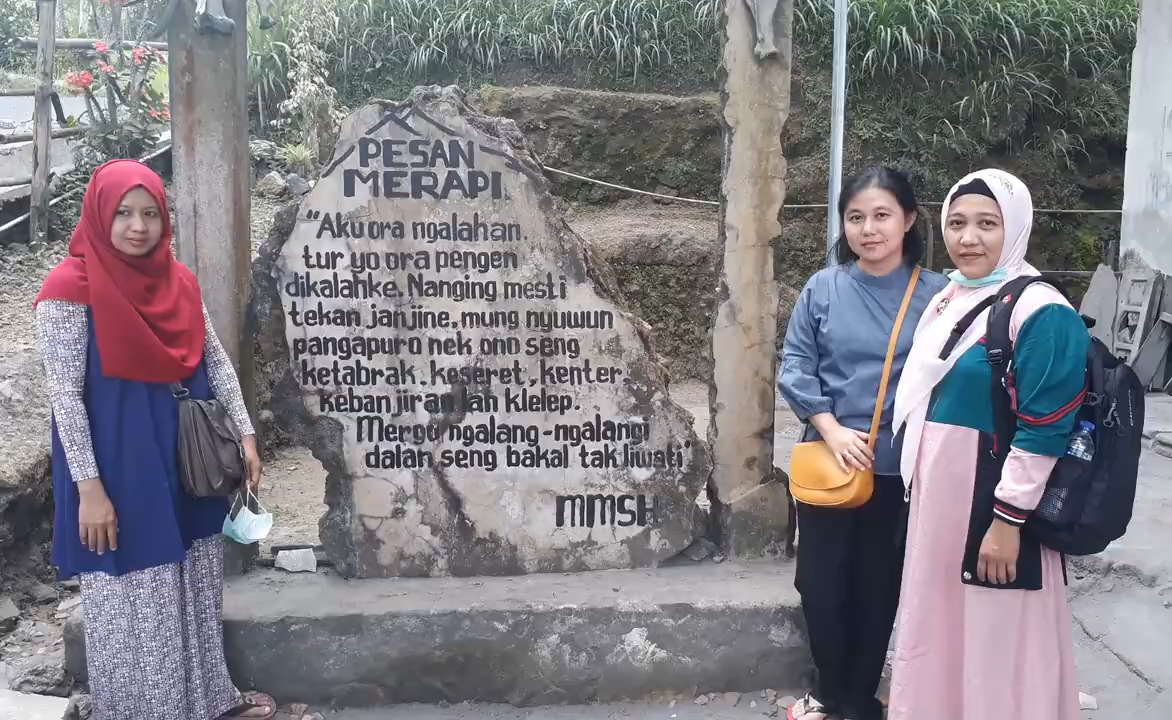 PESAN
MERAPI
"Aku ora ngalahan.
tur yo ora pengen
dikalahke. Nanging mesti
tekan janjine, mung nyuwun
pangapuro nek ono seng
ketabrak, keseret, kenter,
kebanjiran lan klelep.
Mergo ngalang-ngalangi
dalan seng bakal tak liwati"
MMSH